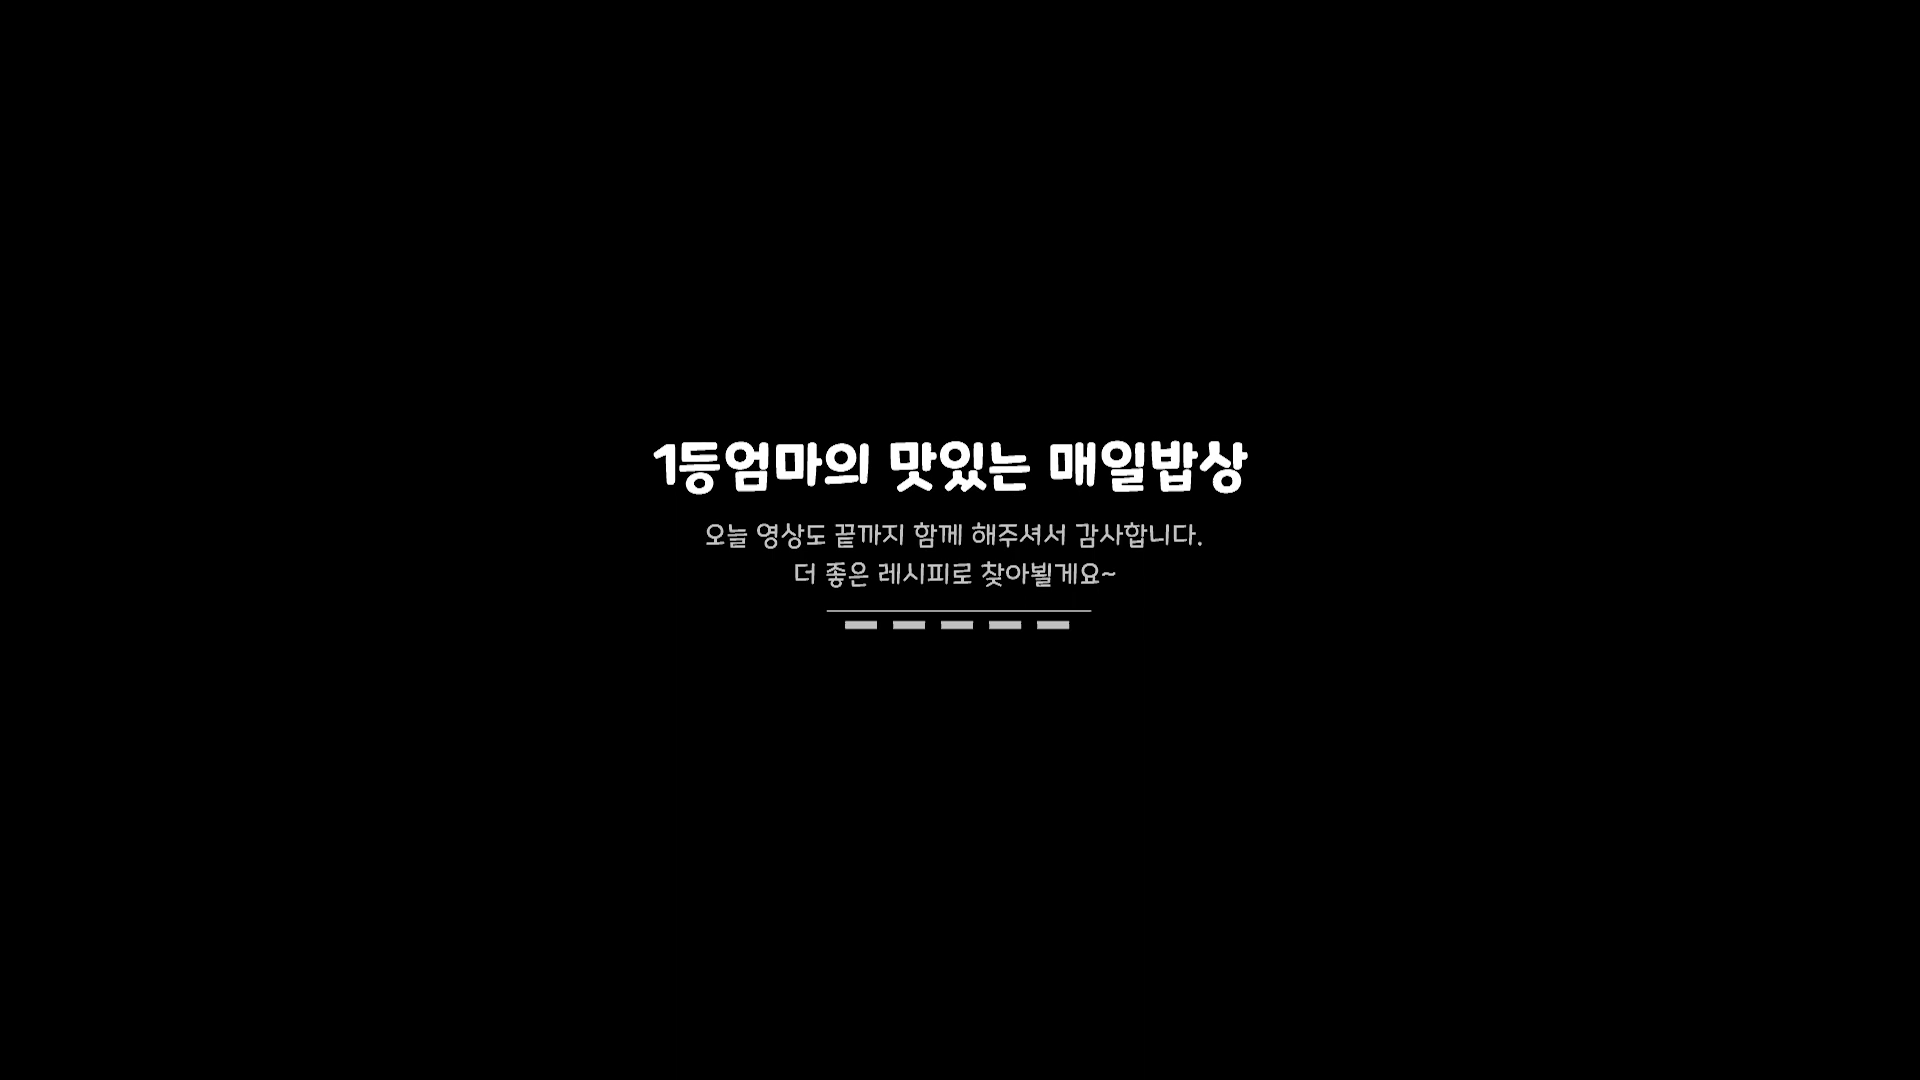 1등엄마의 맛있는 매일밥상
오늘 영상도 끝까지 함께 해주셔서 감사합니다.
더 좋은 레시피로 찾아뵐게요~